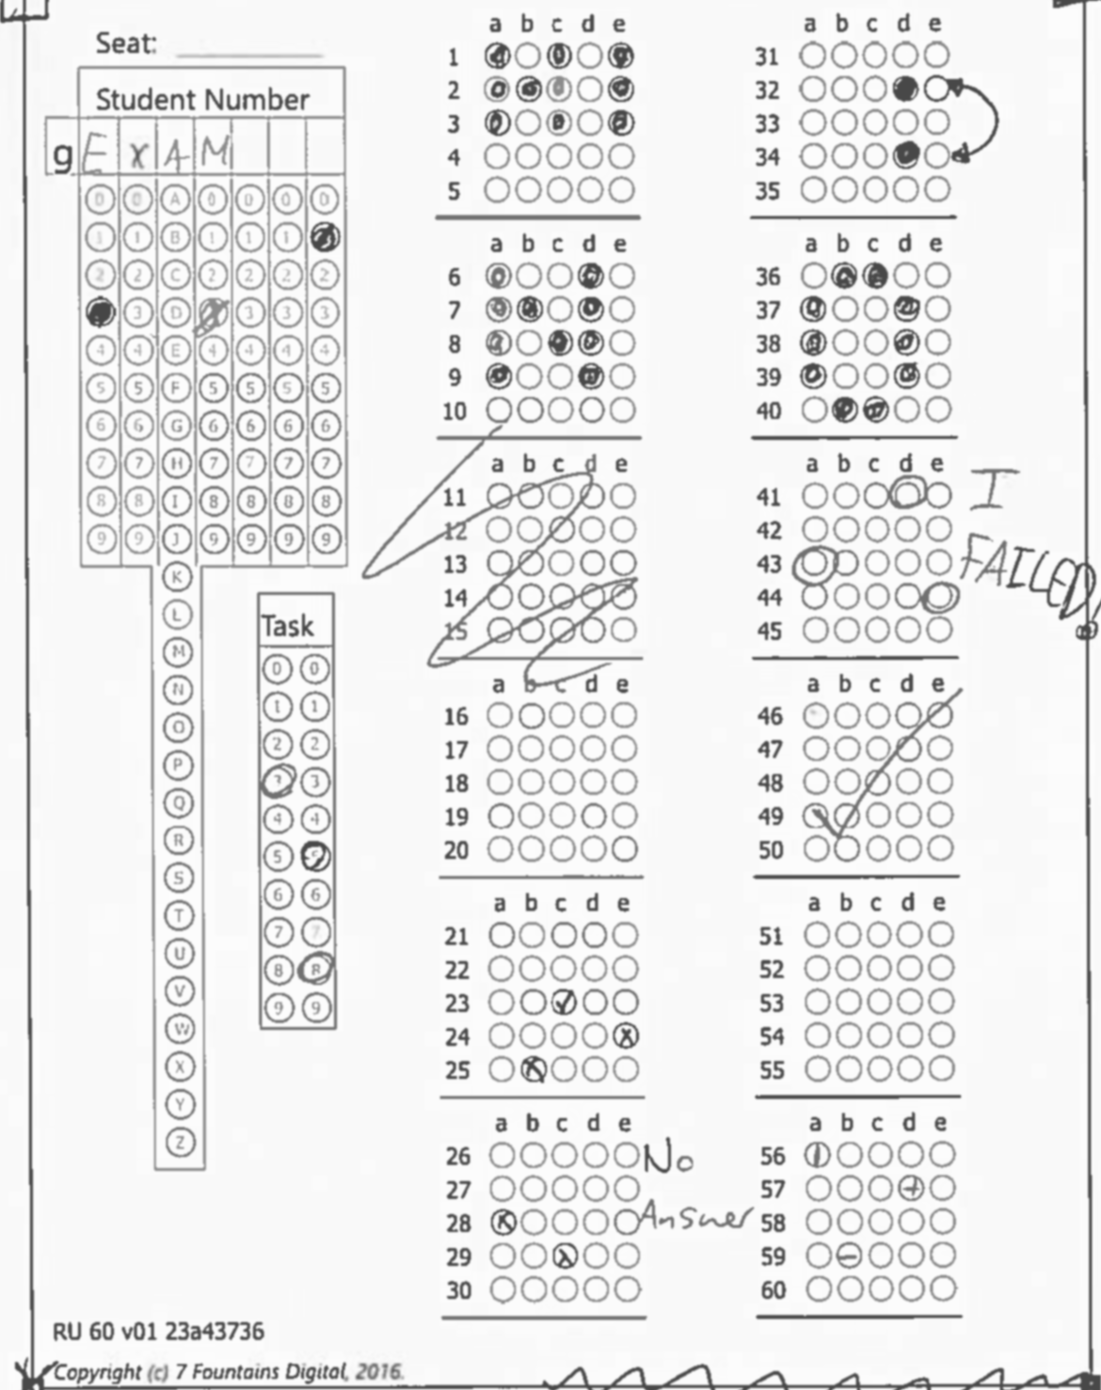 Seat:
Student Number
g E X A M
0 0 A 0 0 0 0
1 1 B 1 1 1
2 2 C 2 2 2 2
3 D 3 3 3
4 4 E 4 4 4 4
5 5 F 5 5 5 5
6 6 G 6 6 6 6
7 7 H 7 7 7 7
8 8 I 8 8 8 8
9 9 J 9 9 9 9
K
L
M
N
O
P
Q
R
S
T
U
V
W
X
Y
Z
Task
0 0
1 1
2 2
3 3
4 4
5 5
6 6
7 7
8 8
9 9
a b c d e
1
2
3
4
5
a b c d e
6
7
8
9
10
a b c d e
11
12
13
14
15
a b c d e
16
17
18
19
20
a b c d e
21
22
23
24
25
a b c d e
26 No
27
28 Answer
29
30
a b c d e
31
32
33
34
35
a b c d e
36
37
38
39
40
a b c d e
41 I
42
43 FAILED
44
45
a b c d e
46
47
48
49
50
a b c d e
51
52
53
54
55
a b c d e
56
57
58
59
60
RU 60 v01 23a43736
Copyright (c) 7 Fountains Digital, 2016.